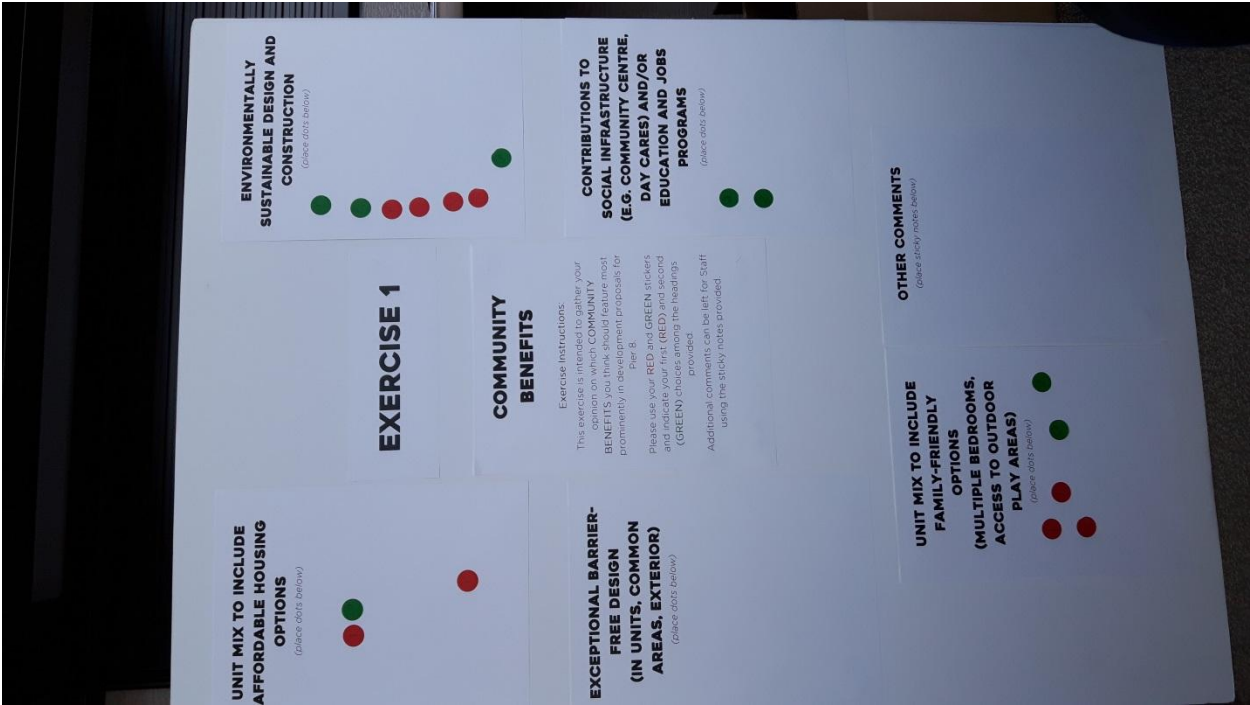 EXERCISE 1
COMMUNITY
BENEFITS
Exercise Instructions:
This exercise is intended to gather your
opinion on which COMMUNITY
BENEFITS you think should feature most
prominently in development proposals for
Pier 8.
Please use your RED and GREEN stickers
and indicate your first (RED) and second
(GREEN) choices among the headings
provided
Additional comments can be left for Staff
using the sticky notes provided
UNIT MIX TO INCLUDE
AFFORDABLE HOUSING
OPTIONS
(place dots below)
ENVIRONMENTALLY
SUSTAINABLE DESIGN AND
CONSTRUCTION
(place dots below)
EXCEPTIONAL BARRIER-
FREE DESIGN
(IN UNITS, COMMON
AREAS, EXTERIOR)
(place dots below)
CONTRIBUTIONS TO
SOCIAL INFRASTRUCTURE
(E.G. COMMUNITY CENTRE,
DAY CARES) AND/OR
EDUCATION AND JOBS
PROGRAMS
(place dots below)
UNIT MIX TO INCLUDE
FAMILY-FRIENDLY
OPTIONS
(MULTIPLE BEDROOMS,
ACCESS TO OUTDOOR
PLAY AREAS)
(place dots below)
OTHER COMMENTS
(place sticky notes below)